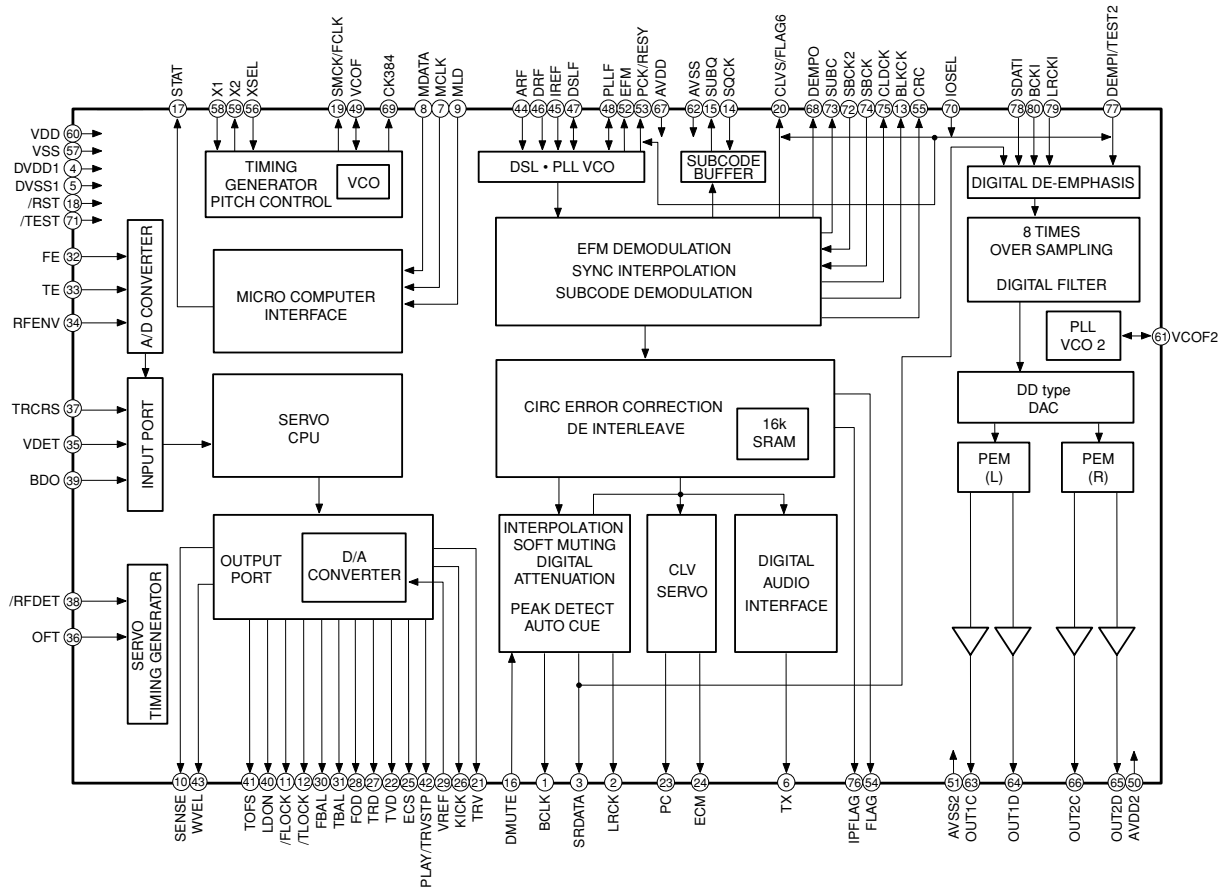 STAT
X1
X2
XSEL
SMCK/FCLK
VCOF
CK384
MDATA
MCLK
MLD
ARF
DRF
IREF
DSLF
PLLF
EFM
PCK/RESY
AVDD
AVSS
SUBQ
SQCK
CLVS/FLAG6
DEMPO
SUBC
SBCK2
SBCK
CLDCK
BLKCK
CRC
IOSEL
SDATI
BCKI
LRCKI
DEMPI/TEST2
17
58
59
56
19
49
69
8
7
9
44
46
45
47
48
52
53
67
62
15
14
20
68
73
72
74
75
13
55
70
78
80
79
77
VDD 60
VSS 57
DVDD1 4
DVSS1 5
/RST 18
/TEST 71
FE 32
TE 33
RFENV 34
TRCRS 37
VDET 35
BDO 39
/RFDET 38
OFT 36
A/D CONVERTER
INPUT PORT
SERVO
TIMING GENERATOR
TIMING
GENERATOR
PITCH CONTROL
VCO
MICRO COMPUTER
INTERFACE
SERVO
CPU
OUTPUT
PORT
D/A
CONVERTER
DSL • PLL VCO
SUBCODE
BUFFER
EFM DEMODULATION
SYNC INTERPOLATION
SUBCODE DEMODULATION
CIRC ERROR CORRECTION
DE INTERLEAVE
16k
SRAM
INTERPOLATION
SOFT MUTING
DIGITAL
ATTENUATION
PEAK DETECT
AUTO CUE
CLV
SERVO
DIGITAL
AUDIO
INTERFACE
DIGITAL DE-EMPHASIS
8 TIMES
OVER SAMPLING
DIGITAL FILTER
PLL
VCO 2
61 VCOF2
DD type
DAC
PEM
(L)
PEM
(R)
10
43
41
40
11
12
30
31
28
27
22
25
42
29
26
21
16
1
3
2
23
24
6
76
54
51
63
64
66
65
50
SENSE
WVEL
TOFS
LDON
/FLOCK
/TLOCK
FBAL
TBAL
FOD
TRD
TVD
ECS
PLAY/TRVSTP
VREF
KICK
TRV
DMUTE
BCLK
SRDATA
LRCK
PC
ECM
TX
IPFLAG
FLAG
AVSS2
OUT1C
OUT1D
OUT2C
OUT2D
AVDD2